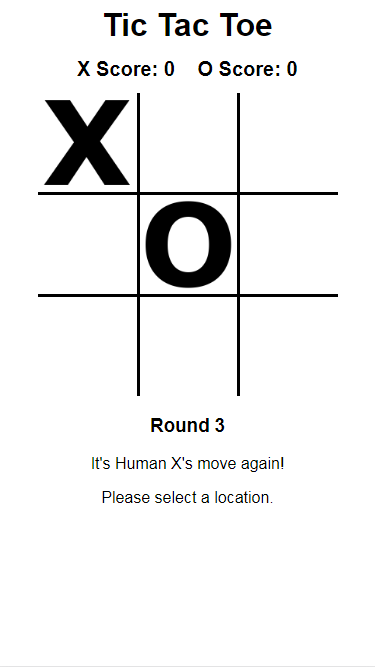 Tic Tac Toe
X Score: 0 O Score: 0
X
O
Round 3
It's Human X's move again!
Please select a location.